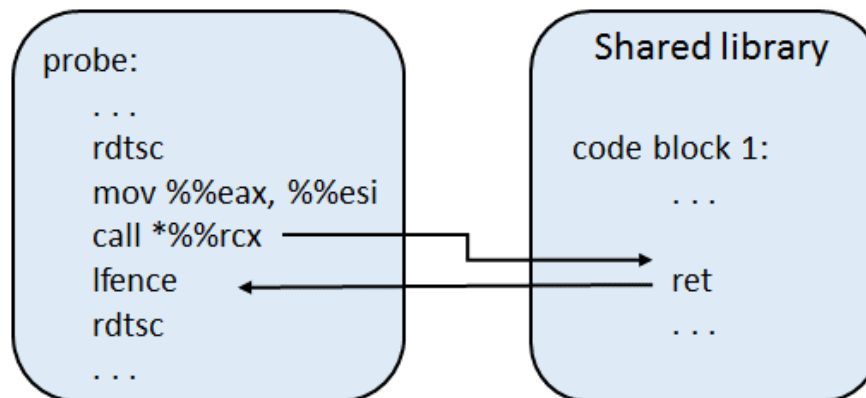 probe:
. . .
rdtsc
mov %%eax, %%esi
call *%%rcx
lfence
rdtsc
. . .
Shared library
code block 1:
. . .
ret
. . .